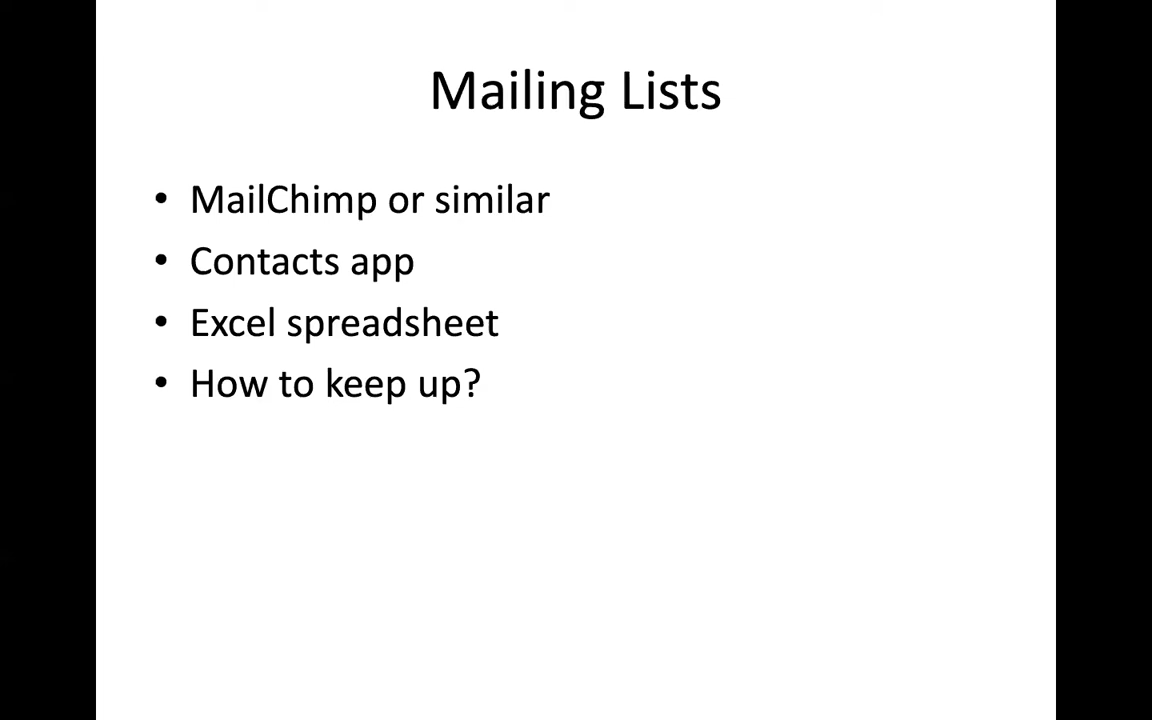 Mailing Lists
• MailChimp or similar
• Contacts app
• Excel spreadsheet
• How to keep up?